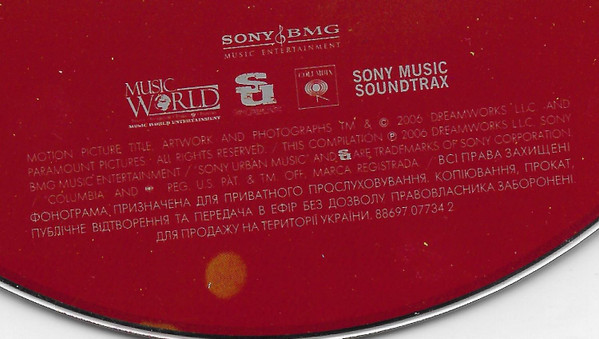 SONY BMG
MUSIC ENTERTAINMENT
MUSIC
WORLD
MUSIC WORLD ENTERTAINMENT
SU
COLUMBIA
SONY MUSIC
SOUNDTRAX
MOTION PICTURE TITLE, ARTWORK AND PHOTOGRAPHS ™ & © 2006 DREAMWORKS LLC AND
PARAMOUNT PICTURES. ALL RIGHTS RESERVED. / THIS COMPILATION ℗ 2006 DREAMWORKS LLC, SONY
BMG MUSIC ENTERTAINMENT / "SONY URBAN MUSIC" AND SU ARE TRADEMARKS OF SONY CORPORATION.
/ "COLUMBIA" AND REG. U.S. PAT. & TM. OFF. MARCA REGISTRADA. / ВСІ ПРАВА ЗАХИЩЕНІ.
ФОНОГРАМА, ПРИЗНАЧЕНА ДЛЯ ПРИВАТНОГО ПРОСЛУХОВУВАННЯ. КОПІЮВАННЯ, ПРОКАТ,
ПУБЛІЧНЕ ВІДТВОРЕННЯ ТА ПЕРЕДАЧА В ЕФІР БЕЗ ДОЗВОЛУ ПРАВОВЛАСНИКА ЗАБОРОНЕНІ.
ДЛЯ ПРОДАЖУ НА ТЕРИТОРІЇ УКРАЇНИ. 88697 07734 2